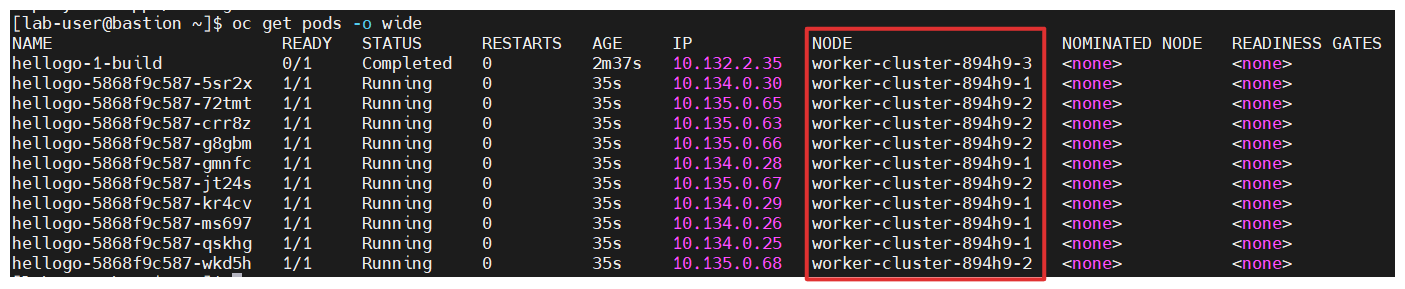 [lab-user@bastion ~]$ oc get pods -o wide
NAME READY STATUS RESTARTS AGE IP NODE NOMINATED NODE READINESS GATES
hellogo-1-build 0/1 Completed 0 2m37s 10.132.2.35 worker-cluster-894h9-3 <none> <none>
hellogo-5868f9c587-5sr2x 1/1 Running 0 35s 10.134.0.30 worker-cluster-894h9-1 <none> <none>
hellogo-5868f9c587-72tmt 1/1 Running 0 35s 10.135.0.65 worker-cluster-894h9-2 <none> <none>
hellogo-5868f9c587-crr8z 1/1 Running 0 35s 10.135.0.63 worker-cluster-894h9-2 <none> <none>
hellogo-5868f9c587-g8gbm 1/1 Running 0 35s 10.135.0.66 worker-cluster-894h9-2 <none> <none>
hellogo-5868f9c587-gmnfc 1/1 Running 0 35s 10.134.0.28 worker-cluster-894h9-1 <none> <none>
hellogo-5868f9c587-jt24s 1/1 Running 0 35s 10.135.0.67 worker-cluster-894h9-2 <none> <none>
hellogo-5868f9c587-kr4cv 1/1 Running 0 35s 10.134.0.29 worker-cluster-894h9-1 <none> <none>
hellogo-5868f9c587-ms697 1/1 Running 0 35s 10.134.0.26 worker-cluster-894h9-1 <none> <none>
hellogo-5868f9c587-qskhg 1/1 Running 0 35s 10.134.0.25 worker-cluster-894h9-1 <none> <none>
hellogo-5868f9c587-wkd5h 1/1 Running 0 35s 10.135.0.68 worker-cluster-894h9-2 <none> <none>